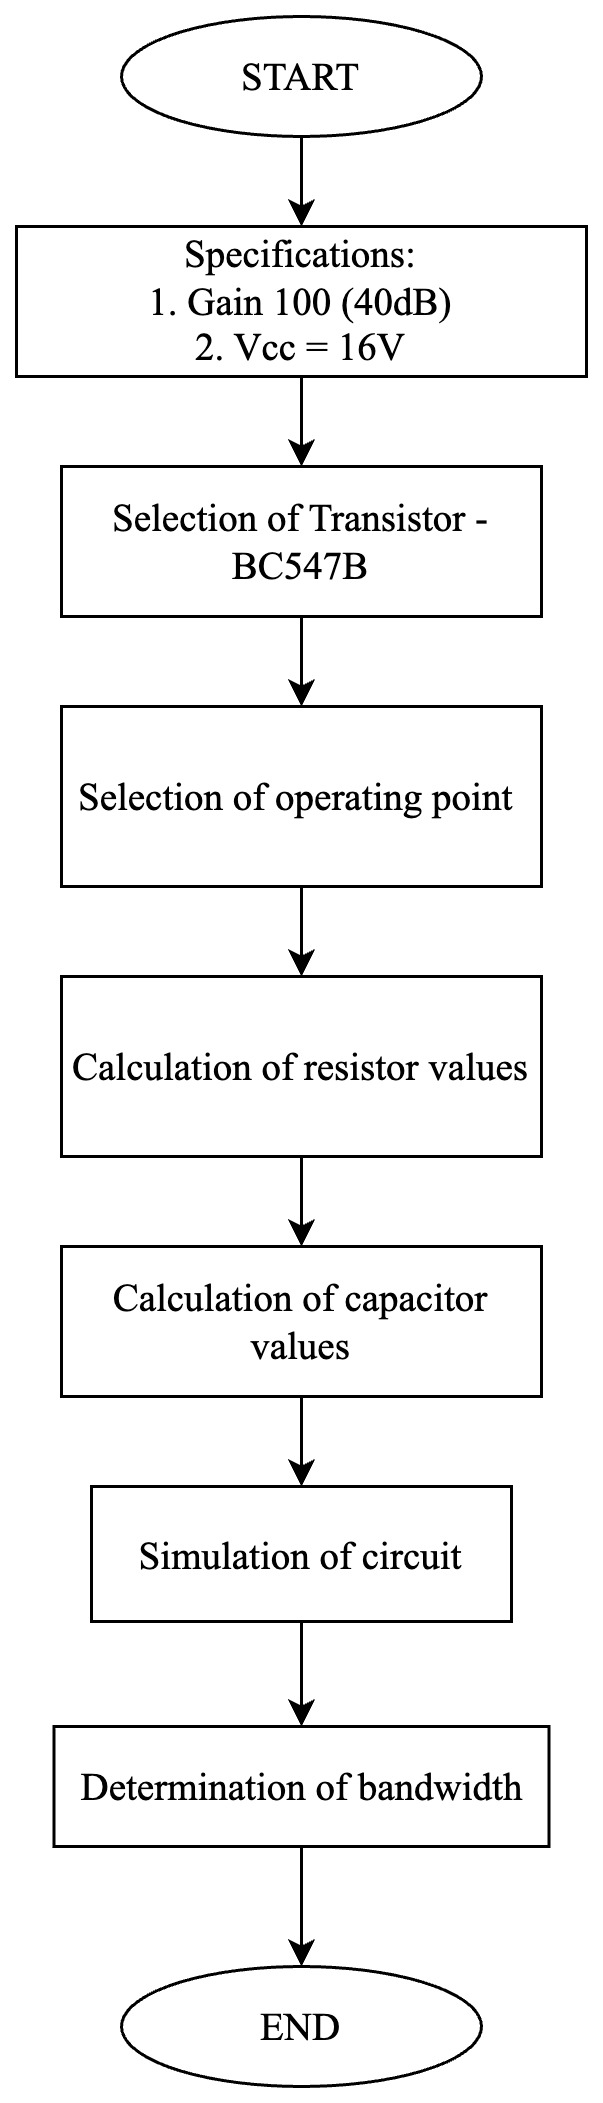 START
Specifications:
1. Gain 100 (40dB)
2. Vcc = 16V
Selection of Transistor -
BC547B
Selection of operating point
Calculation of resistor values
Calculation of capacitor
values
Simulation of circuit
Determination of bandwidth
END